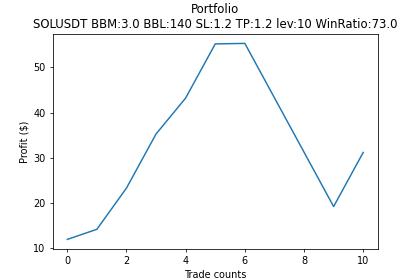 Portfolio
SOLUSDT BBM:3.0 BBL:140 SL:1.2 TP:1.2 lev:10 WinRatio:73.0
50
40
30
20
10
Profit ($)
0 2 4 6 8 10
Trade counts